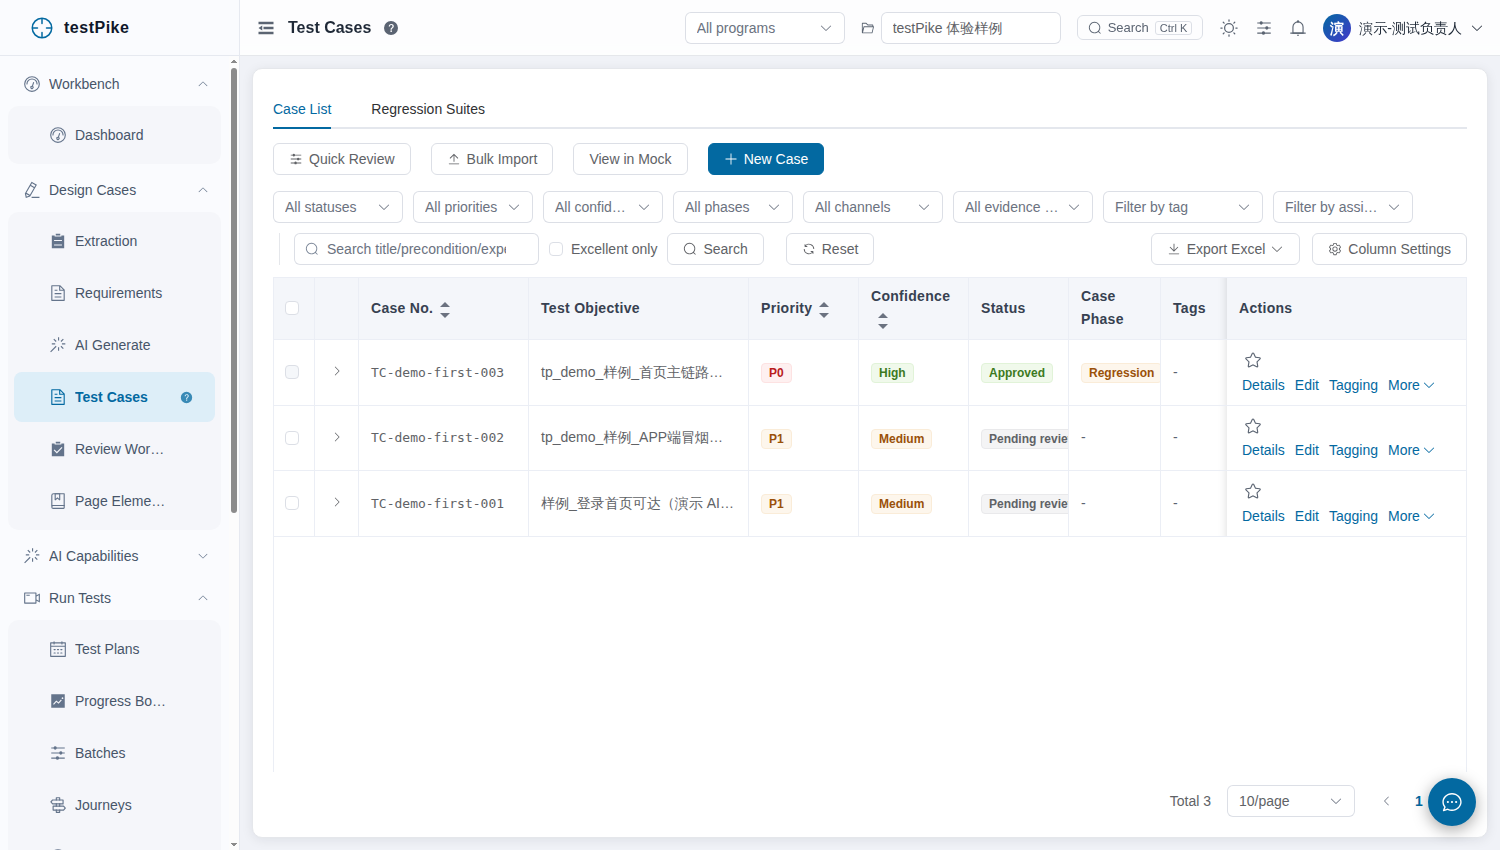 testPike
Test Cases
All programs
testPike 体验样例
Search Ctrl K
演
演示-测试负责人
Workbench
Dashboard
Design Cases
Extraction
Requirements
AI Generate
Test Cases
Review Wor…
Page Eleme…
AI Capabilities
Run Tests
Test Plans
Progress Bo…
Batches
Journeys
Case List
Regression Suites
Quick Review
Bulk Import
View in Mock
New Case
All statuses
All priorities
All confid…
All phases
All channels
All evidence …
Filter by tag
Filter by assi…
Search title/precondition/expe
Excellent only
Search
Reset
Export Excel
Column Settings
Case No.
Test Objective
Priority
Confidence
Status
Case Phase
Tags
Actions
TC-demo-first-003 tp_demo_样例_首页主链路… P0 High Approved Regression -
Details Edit Tagging More
TC-demo-first-002 tp_demo_样例_APP端冒烟… P1 Medium Pending revie - -
Details Edit Tagging More
TC-demo-first-001 样例_登录首页可达（演示 AI… P1 Medium Pending revie - -
Details Edit Tagging More
Total 3
10/page
1